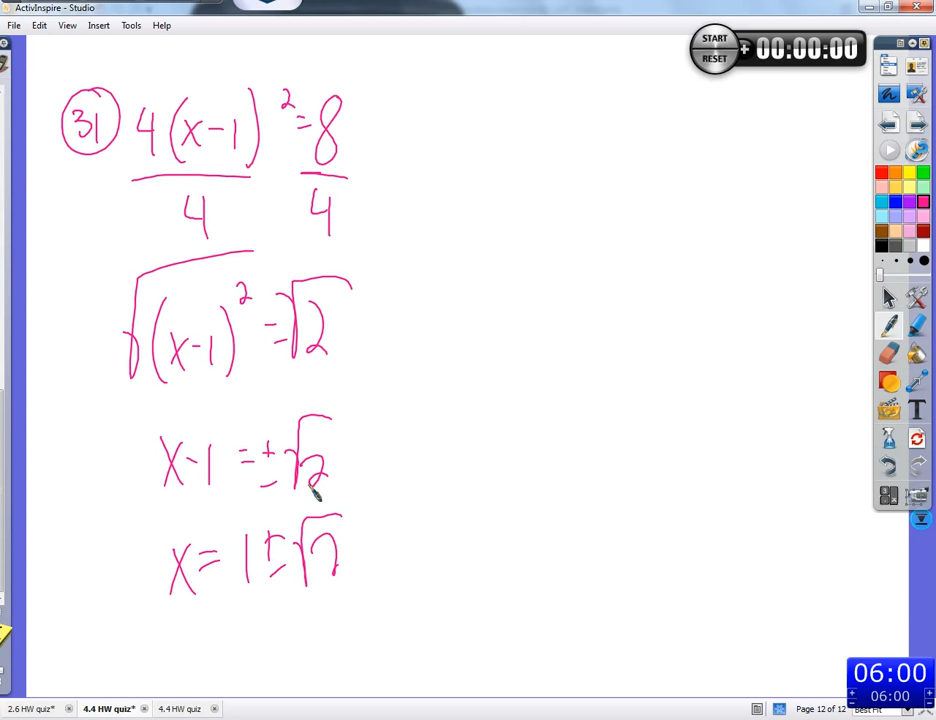 ActivInspire - Studio
File Edit View Insert Tools Help
START
RESET
00:00:00
31 4(x-1)² = 8
4 4
√(x-1)² = √2
x-1 = ±√2
x = 1±√2
06:00
06:00
2.6 HW quiz* 4.4 HW quiz* 4.4 HW quiz
Page 12 of 12 Best Fit